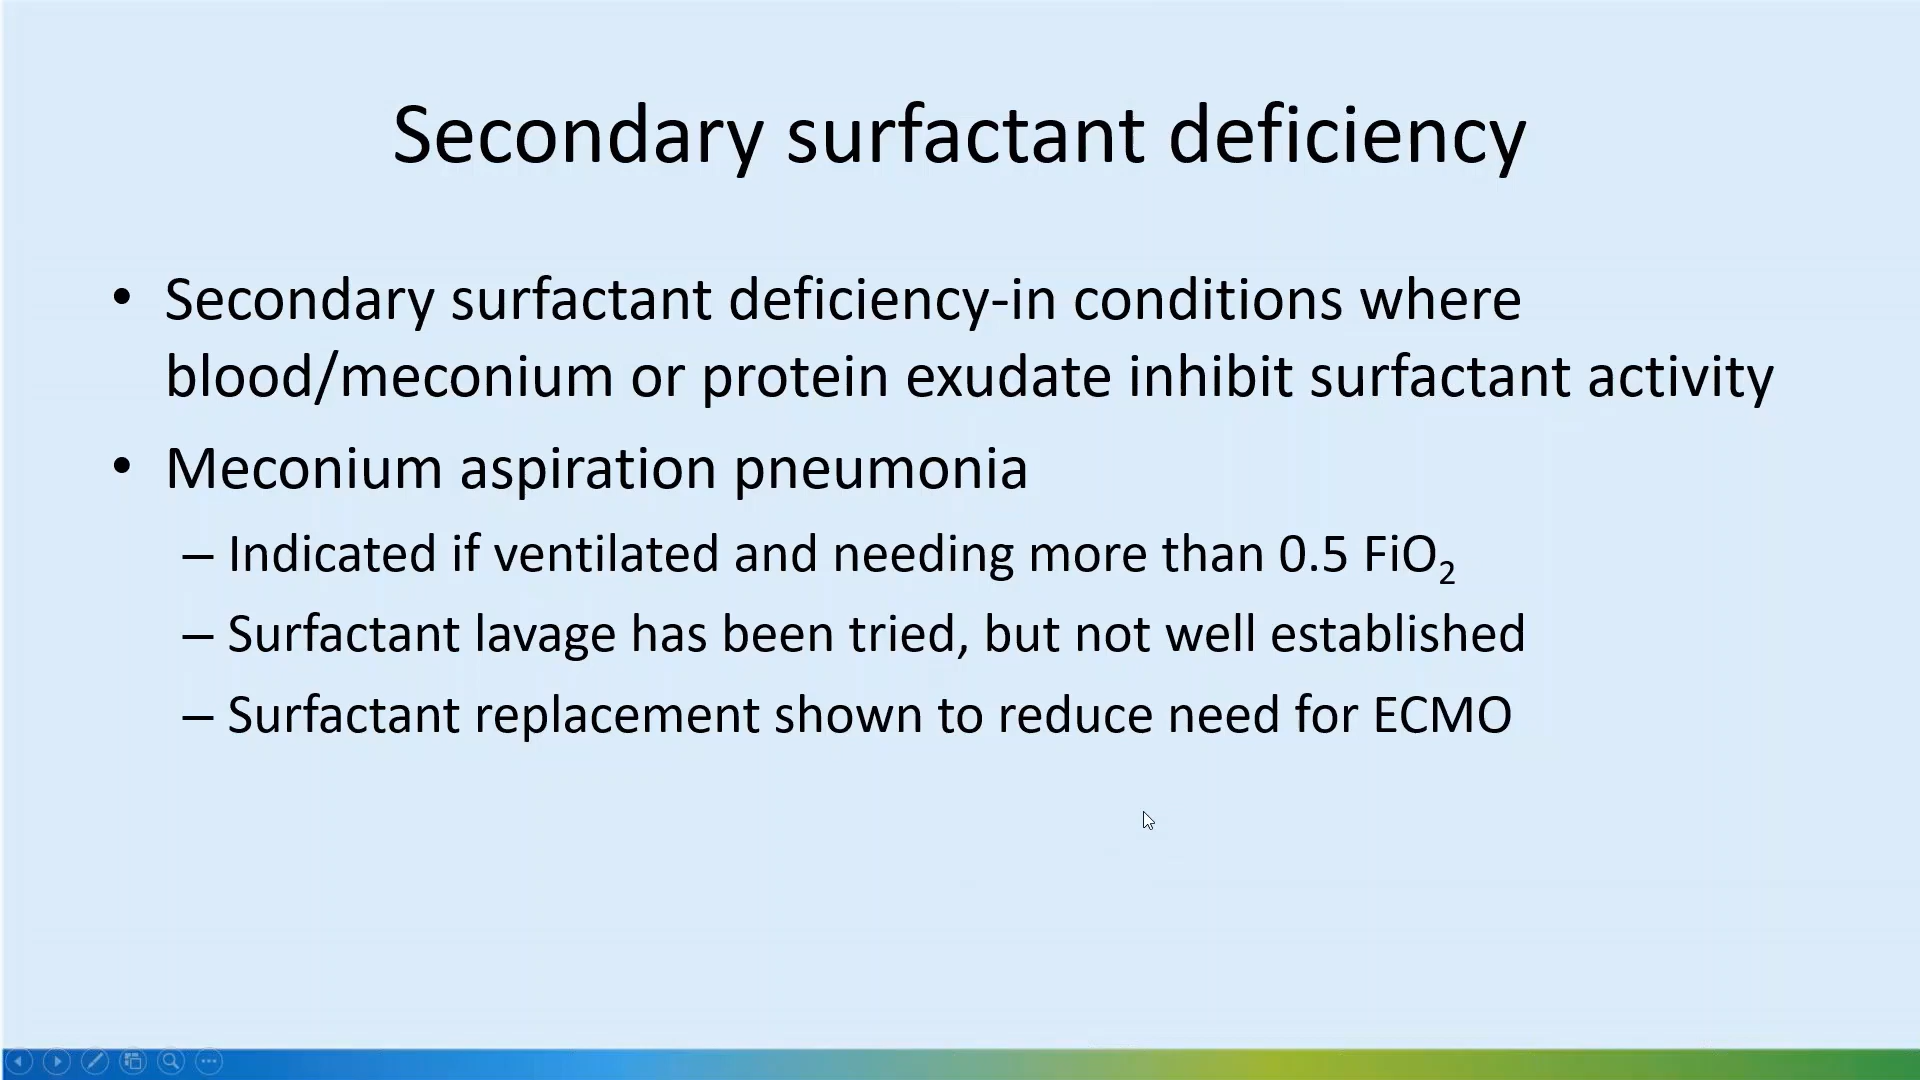 Secondary surfactant deficiency
• Secondary surfactant deficiency-in conditions where
blood/meconium or protein exudate inhibit surfactant activity
• Meconium aspiration pneumonia
– Indicated if ventilated and needing more than 0.5 FiO₂
– Surfactant lavage has been tried, but not well established
– Surfactant replacement shown to reduce need for ECMO